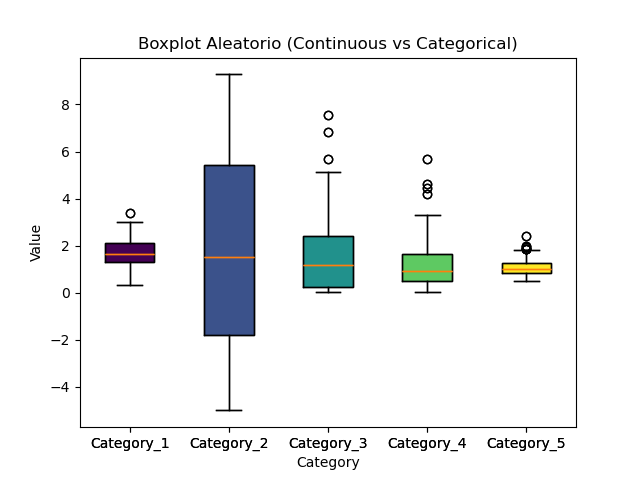 Boxplot Aleatorio (Continuous vs Categorical)
Value
8
6
4
2
0
−2
−4
Category_1 Category_2 Category_3 Category_4 Category_5
Category